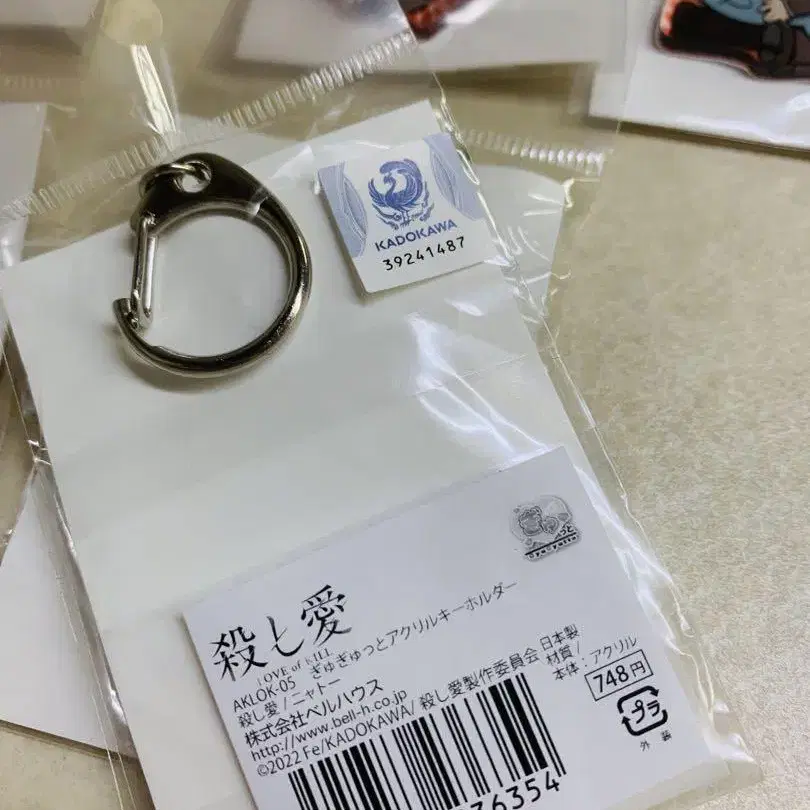 KADOKAWA
39241487
殺し愛
LOVE of KILL
AKLOK-05 ぎゅぎゅっとアクリルキーホルダー
殺し愛 / ニャトー
株式会社ベルハウス
http://www.bell-h.co.jp
©2022 Fe/KADOKAWA/ 殺し愛製作委員会
日本製
材質/
本体: アクリル
748円
プラ
外装
36354